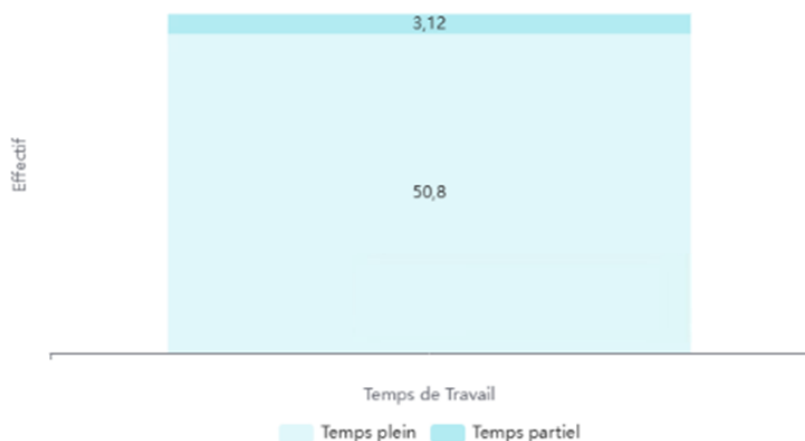 3,12
Effectif
50,8
Temps de Travail
Temps plein Temps partiel